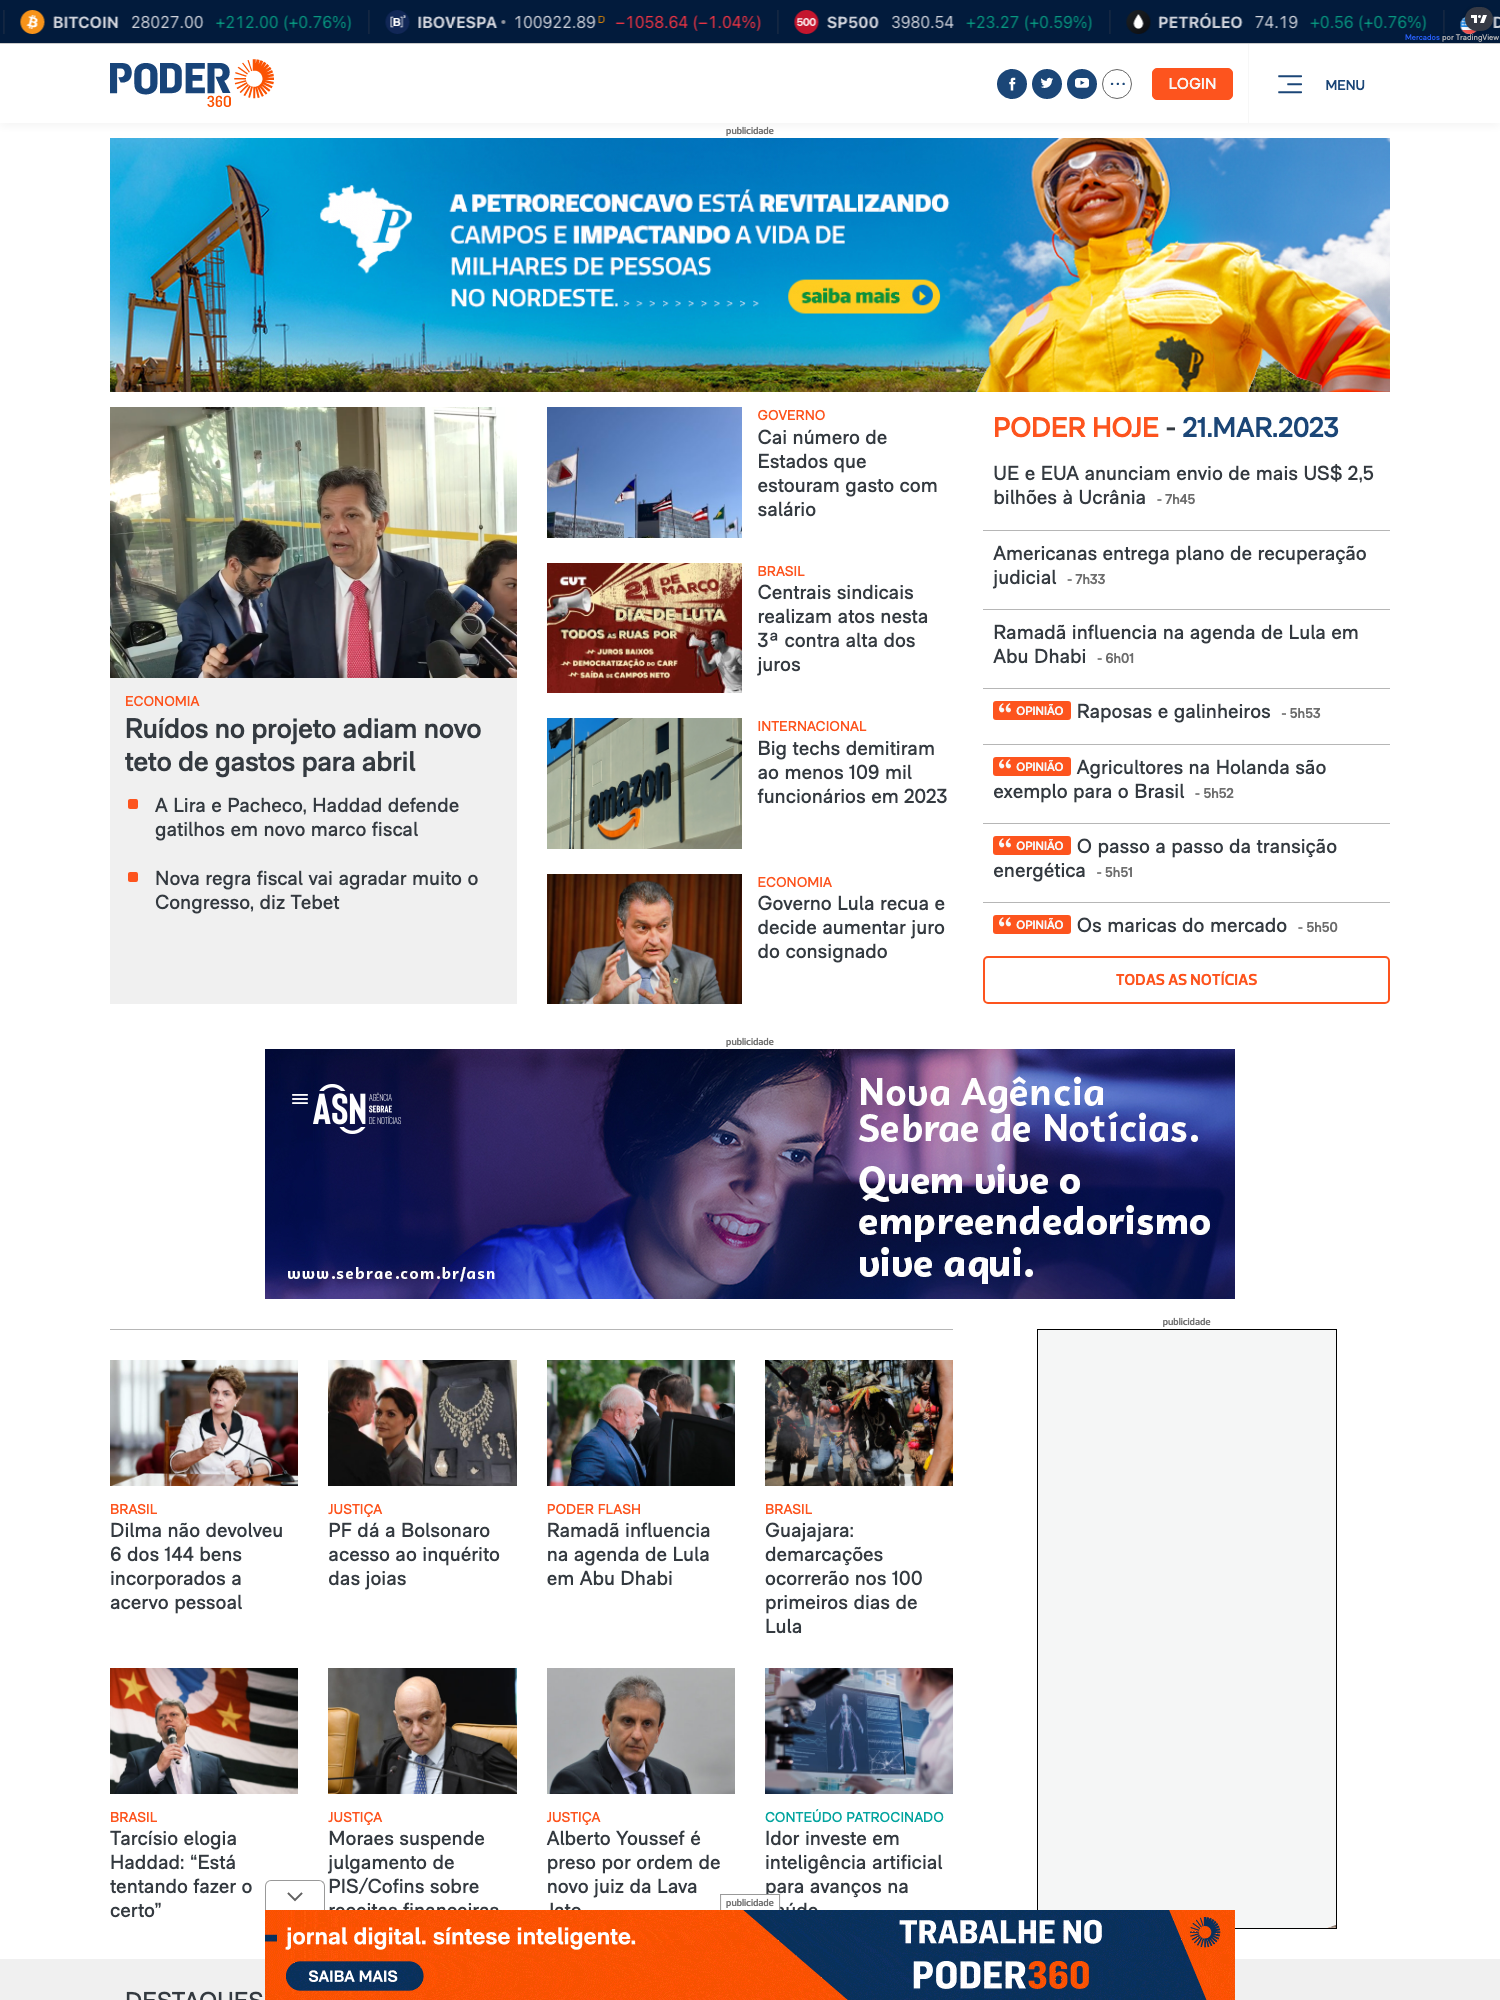 BITCOIN 28027.00 +212.00 (+0.76%) IBOVESPA 100922.89 D −1058.64 (−1.04%) 500 SP500 3980.54 +23.27 (+0.59%) PETRÓLEO 74.19 +0.56 (+0.76%)
Mercados por TradingView
PODER
360
LOGIN
MENU
publicidade
A PETRORECONCAVO ESTÁ REVITALIZANDO
CAMPOS E IMPACTANDO A VIDA DE
MILHARES DE PESSOAS
NO NORDESTE. > > > > > > > > > > >
saiba mais
P
P
ECONOMIA
Ruídos no projeto adiam novo
teto de gastos para abril
A Lira e Pacheco, Haddad defende
gatilhos em novo marco fiscal
Nova regra fiscal vai agradar muito o
Congresso, diz Tebet
GOVERNO
Cai número de
Estados que
estouram gasto com
salário
CUT
21 DE MARÇO
DIA DE LUTA
TODOS AS RUAS POR
JUROS BAIXOS
DEMOCRATIZAÇÃO DO CARF
SAÍDA DE CAMPOS NETO
BRASIL
Centrais sindicais
realizam atos nesta
3ª contra alta dos
juros
amazon
INTERNACIONAL
Big techs demitiram
ao menos 109 mil
funcionários em 2023
ECONOMIA
Governo Lula recua e
decide aumentar juro
do consignado
PODER HOJE - 21.MAR.2023
UE e EUA anunciam envio de mais US$ 2,5
bilhões à Ucrânia - 7h45
Americanas entrega plano de recuperação
judicial - 7h33
Ramadã influencia na agenda de Lula em
Abu Dhabi - 6h01
“ OPINIÃO Raposas e galinheiros - 5h53
“ OPINIÃO Agricultores na Holanda são
exemplo para o Brasil - 5h52
“ OPINIÃO O passo a passo da transição
energética - 5h51
“ OPINIÃO Os maricas do mercado - 5h50
TODAS AS NOTÍCIAS
publicidade
ASN AGÊNCIA
SEBRAE
DE NOTÍCIAS
Nova Agência
Sebrae de Notícias.
Quem vive o
empreendedorismo
vive aqui.
www.sebrae.com.br/asn
publicidade
BRASIL
Dilma não devolveu
6 dos 144 bens
incorporados a
acervo pessoal
JUSTIÇA
PF dá a Bolsonaro
acesso ao inquérito
das joias
PODER FLASH
Ramadã influencia
na agenda de Lula
em Abu Dhabi
BRASIL
Guajajara:
demarcações
ocorrerão nos 100
primeiros dias de
Lula
BRASIL
Tarcísio elogia
Haddad: “Está
tentando fazer o
certo”
JUSTIÇA
Moraes suspende
julgamento de
PIS/Cofins sobre
receitas financeiras
JUSTIÇA
Alberto Youssef é
preso por ordem de
novo juiz da Lava
Jato
CONTEÚDO PATROCINADO
Idor investe em
inteligência artificial
para avanços na
saúde
publicidade
jornal digital. síntese inteligente.
SAIBA MAIS
TRABALHE NO
PODER360
DESTAQUES